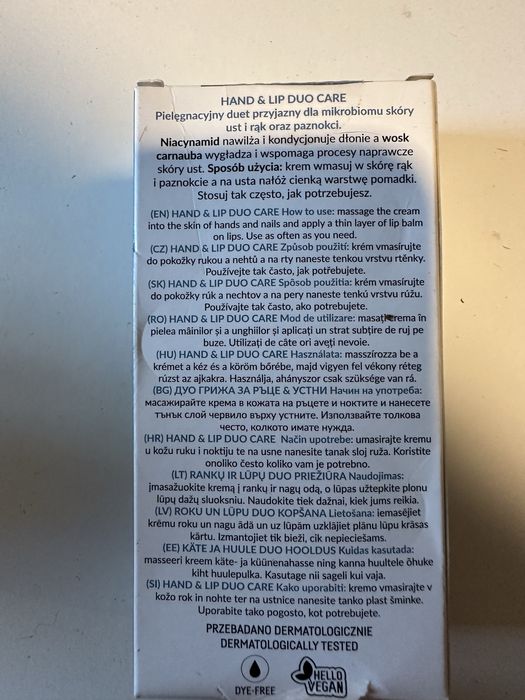 HAND & LIP DUO CARE
Pielęgnacyjny duet przyjazny dla mikrobiomu skóry
ust i rąk oraz paznokci.
Niacynamid nawilża i kondycjonuje dłonie a wosk
carnauba wygładza i wspomaga procesy naprawcze
skóry ust. Sposób użycia: krem wmasuj w skórę rąk
i paznokcie a na usta nałóż cienką warstwę pomadki.
Stosuj tak często, jak potrzebujesz.
(EN) HAND & LIP DUO CARE How to use: massage the cream
into the skin of hands and nails and apply a thin layer of lip balm
on lips. Use as often as you need.
(CZ) HAND & LIP DUO CARE Způsob použití: krém vmasírujte
do pokožky rukou a nehtů a na rty naneste tenkou vrstvu rtěnky.
Používejte tak často, jak potřebujete.
(SK) HAND & LIP DUO CARE Spôsob použitia: krém vmasírujte
do pokožky rúk a nechtov a na pery naneste tenkú vrstvu rúžu.
Používajte tak často, ako potrebujete.
(RO) HAND & LIP DUO CARE Mod de utilizare: masați crema în
pielea mâinilor și a unghiilor și aplicați un strat subțire de ruj pe
buze. Utilizați de câte ori aveți nevoie.
(HU) HAND & LIP DUO CARE Használata: masszírozza be a
krémet a kéz és a köröm bőrébe, majd vigyen fel vékony réteg
rúzst az ajkakra. Használja, ahányszor csak szüksége van rá.
(BG) ДУО ГРИЖА ЗА РЪЦЕ & УСТНИ Начин на употреба:
масажирайте крема в кожата на ръцете и ноктите и нанесете
тънък слой червило върху устните. Използвайте толкова
често, колкото имате нужда.
(HR) HAND & LIP DUO CARE Način upotrebe: umasirajte kremu
u kožu ruku i noktiju te na usne nanesite tanak sloj ruža. Koristite
onoliko često koliko vam je potrebno.
(LT) RANKŲ IR LŪPŲ DUO PRIEŽIŪRA Naudojimas:
įmasažuokite kremą į rankų ir nagų odą, o lūpas užtepkite plonu
lūpų dažų sluoksniu. Naudokite tiek dažnai, kiek jums reikia.
(LV) ROKU UN LŪPU DUO KOPŠANA Lietošana: iemasējiet
krēmu roku un nagu ādā un uz lūpām uzklājiet plānu lūpu krāsas
kārtu. Izmantojiet tik bieži, cik nepieciešams.
(EE) KÄTE JA HUULE DUO HOOLDUS Kuidas kasutada:
masseeri kreem käte- ja küünenahasse ning kanna huultele õhuke
kiht huulepulka. Kasutage nii sageli kui vaja.
(SI) HAND & LIP DUO CARE Kako uporabiti: kremo vmasirajte v
kožo rok in nohte ter na ustnice nanesite tanko plast šminke.
Uporabite tako pogosto, kot potrebujete.
PRZEBADANO DERMATOLOGICZNIE
DERMATOLOGICALLY TESTED
DYE-FREE
HELLO
VEGAN